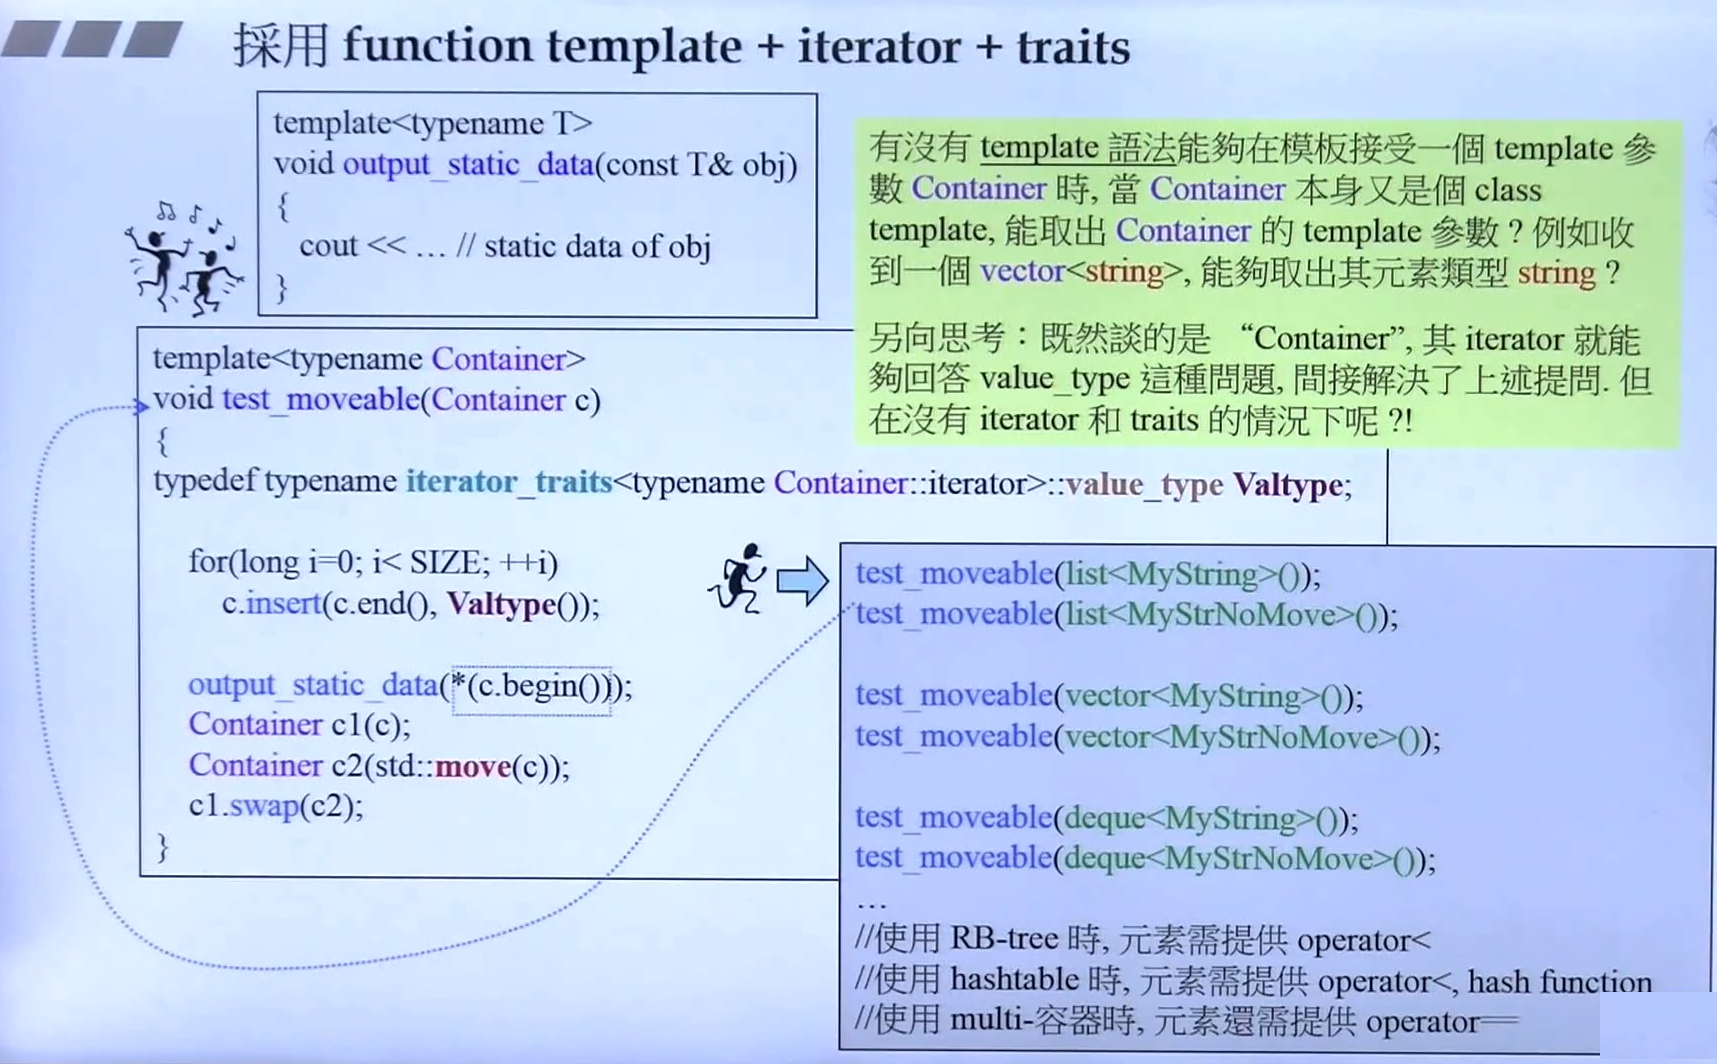 採用 function template + iterator + traits
template<typename T>
void output_static_data(const T& obj)
{
cout << … // static data of obj
}
有沒有 template 語法能夠在模板接受一個 template 參
數 Container 時, 當 Container 本身又是個 class
template, 能取出 Container 的 template 參數 ? 例如收
到一個 vector<string>, 能夠取出其元素類型 string ?
另向思考：既然談的是 “Container”, 其 iterator 就能
夠回答 value_type 這種問題, 間接解決了上述提問. 但
在沒有 iterator 和 traits 的情況下呢 ?!
template<typename Container>
void test_moveable(Container c)
{
typedef typename iterator_traits<typename Container::iterator>::value_type Valtype;
for(long i=0; i< SIZE; ++i)
c.insert(c.end(), Valtype());
output_static_data(*(c.begin()));
Container c1(c);
Container c2(std::move(c));
c1.swap(c2);
}
test_moveable(list<MyString>());
test_moveable(list<MyStrNoMove>());
test_moveable(vector<MyString>());
test_moveable(vector<MyStrNoMove>());
test_moveable(deque<MyString>());
test_moveable(deque<MyStrNoMove>());
…
//使用 RB-tree 時, 元素需提供 operator<
//使用 hashtable 時, 元素需提供 operator<, hash function
//使用 multi-容器時, 元素還需提供 operator==